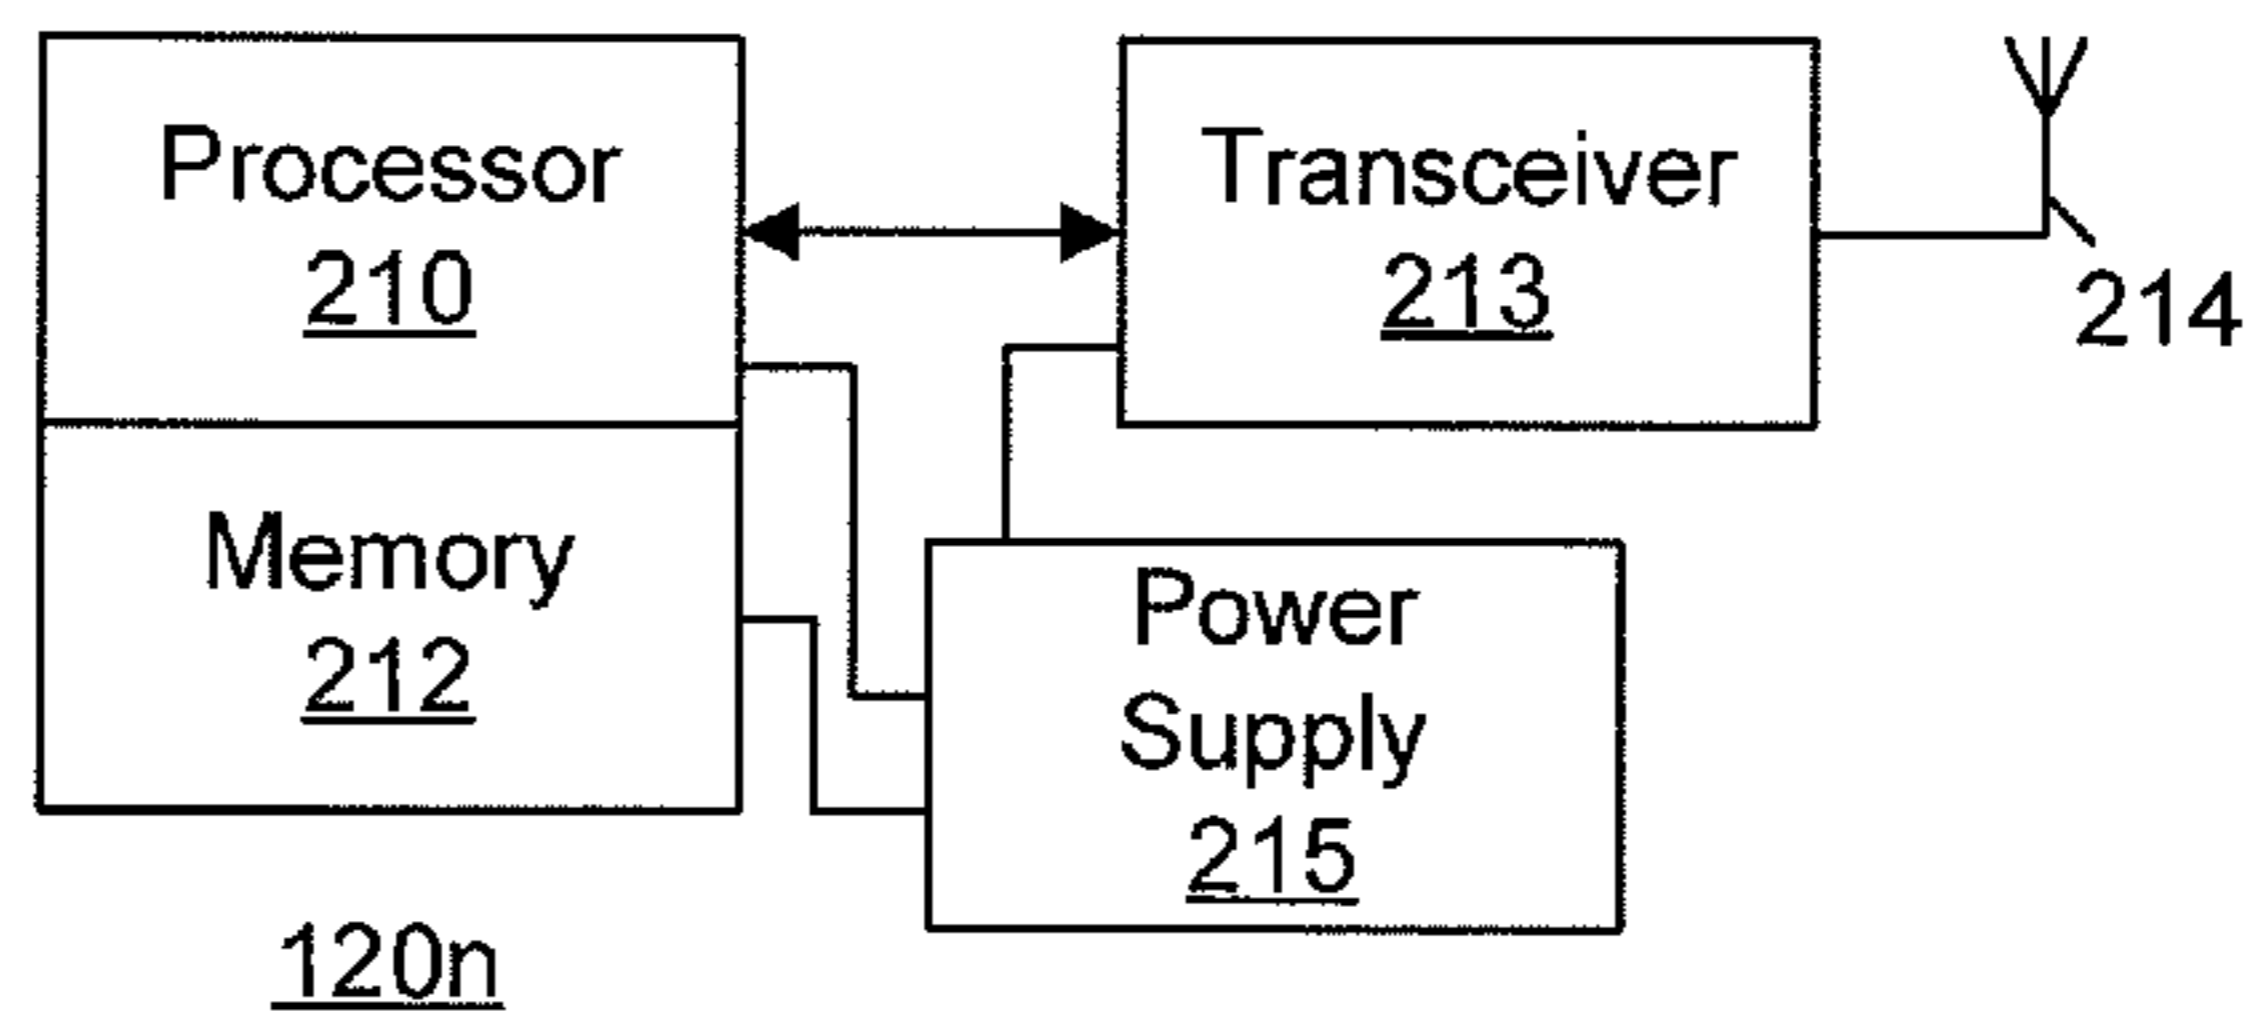 Processor
210
Transceiver
213
214
Memory
212
Power
Supply
215
120n